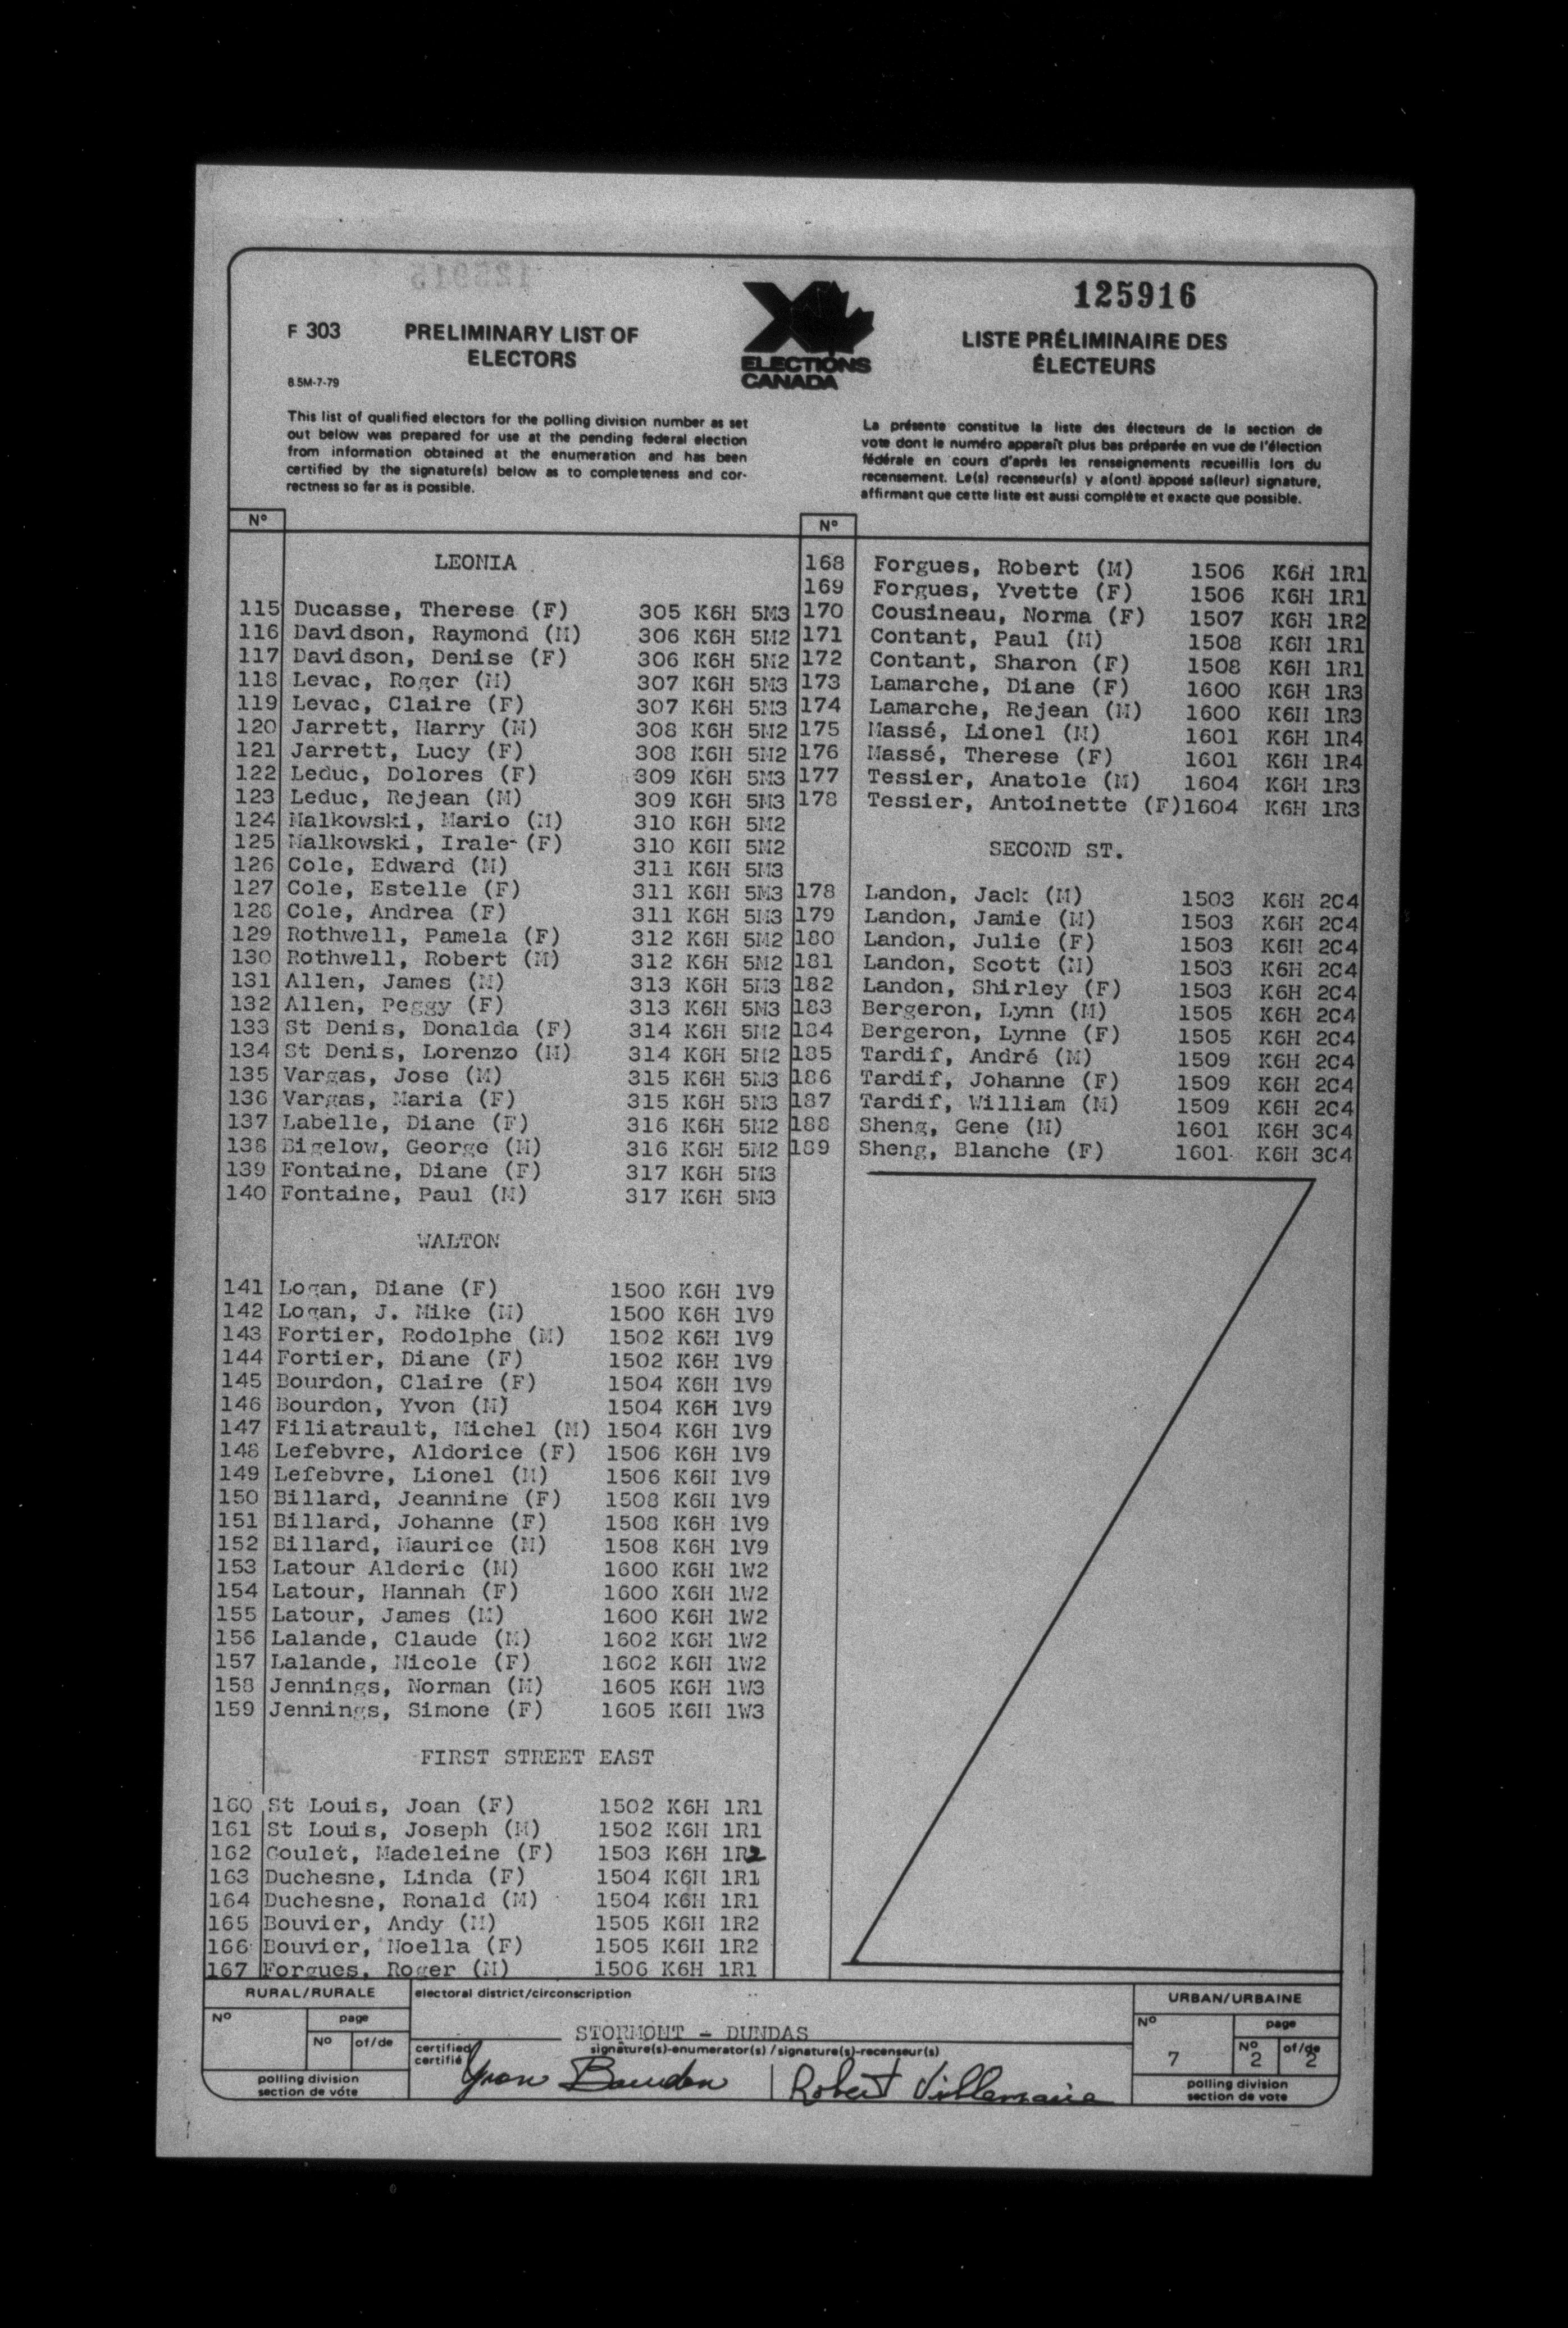 125916
F 303
PRELIMINARY LIST OF
ELECTORS
8.5M-7-79
ELECTIONS
CANADA
LISTE PRÉLIMINAIRE DES
ÉLECTEURS
This list of qualified electors for the polling division number as set
out below was prepared for use at the pending federal election
from information obtained at the enumeration and has been
certified by the signature(s) below as to completeness and cor-
rectness so far as is possible.
La présente constitue la liste des électeurs de la section de
vote dont le numéro apparaît plus bas préparée en vue de l'élection
fédérale en cours d'après les renseignements recueillis lors du
recensement. Le(s) recenseur(s) y a(ont) apposé sa(leur) signature,
affirmant que cette liste est aussi complète et exacte que possible.
Nº
LEONIA
115 Ducasse, Therese (F) 305 K6H 5M3
116 Davidson, Raymond (M) 306 K6H 5M2
117 Davidson, Denise (F) 306 K6H 5M2
118 Levac, Roger (M) 307 K6H 5M3
119 Levac, Claire (F) 307 K6H 5M3
120 Jarrett, Harry (M) 308 K6H 5M2
121 Jarrett, Lucy (F) 308 K6H 5M2
122 Leduc, Dolores (F) 309 K6H 5M3
123 Leduc, Rejean (M) 309 K6H 5M3
124 Malkowski, Mario (M) 310 K6H 5M2
125 Malkowski, Irale- (F) 310 K6H 5M2
126 Cole, Edward (M) 311 K6H 5M3
127 Cole, Estelle (F) 311 K6H 5M3
128 Cole, Andrea (F) 311 K6H 5M3
129 Rothwell, Pamela (F) 312 K6H 5M2
130 Rothwell, Robert (M) 312 K6H 5M2
131 Allen, James (M) 313 K6H 5M3
132 Allen, Peggy (F) 313 K6H 5M3
133 St Denis, Donalda (F) 314 K6H 5M2
134 St Denis, Lorenzo (M) 314 K6H 5M2
135 Vargas, Jose (M) 315 K6H 5M3
136 Vargas, Maria (F) 315 K6H 5M3
137 Labelle, Diane (F) 316 K6H 5M2
138 Bigelow, George (M) 316 K6H 5M2
139 Fontaine, Diane (F) 317 K6H 5M3
140 Fontaine, Paul (M) 317 K6H 5M3
WALTON
141 Logan, Diane (F) 1500 K6H 1V9
142 Logan, J. Mike (M) 1500 K6H 1V9
143 Fortier, Rodolphe (M) 1502 K6H 1V9
144 Fortier, Diane (F) 1502 K6H 1V9
145 Bourdon, Claire (F) 1504 K6H 1V9
146 Bourdon, Yvon (M) 1504 K6H 1V9
147 Filiatrault, Michel (M) 1504 K6H 1V9
148 Lefebvre, Aldorice (F) 1506 K6H 1V9
149 Lefebvre, Lionel (M) 1506 K6H 1V9
150 Billard, Jeannine (F) 1508 K6H 1V9
151 Billard, Johanne (F) 1508 K6H 1V9
152 Billard, Maurice (M) 1508 K6H 1V9
153 Latour Alderic (M) 1600 K6H 1W2
154 Latour, Hannah (F) 1600 K6H 1W2
155 Latour, James (M) 1600 K6H 1W2
156 Lalande, Claude (M) 1602 K6H 1W2
157 Lalande, Nicole (F) 1602 K6H 1W2
158 Jennings, Norman (M) 1605 K6H 1W3
159 Jennings, Simone (F) 1605 K6H 1W3
FIRST STREET EAST
160 St Louis, Joan (F) 1502 K6H 1R1
161 St Louis, Joseph (M) 1502 K6H 1R1
162 Coulet, Madeleine (F) 1503 K6H 1R2
163 Duchesne, Linda (F) 1504 K6H 1R1
164 Duchesne, Ronald (M) 1504 K6H 1R1
165 Bouvier, Andy (M) 1505 K6H 1R2
166 Bouvier, Noella (F) 1505 K6H 1R2
167 Forgues, Roger (M) 1506 K6H 1R1
Nº
168 Forgues, Robert (M) 1506 K6H 1R1
169 Forgues, Yvette (F) 1506 K6H 1R1
170 Cousineau, Norma (F) 1507 K6H 1R2
171 Contant, Paul (M) 1508 K6H 1R1
172 Contant, Sharon (F) 1508 K6H 1R1
173 Lamarche, Diane (F) 1600 K6H 1R3
174 Lamarche, Rejean (M) 1600 K6H 1R3
175 Massé, Lionel (M) 1601 K6H 1R4
176 Massé, Therese (F) 1601 K6H 1R4
177 Tessier, Anatole (M) 1604 K6H 1R3
178 Tessier, Antoinette (F)1604 K6H 1R3
SECOND ST.
178 Landon, Jack (M) 1503 K6H 2C4
179 Landon, Jamie (M) 1503 K6H 2C4
180 Landon, Julie (F) 1503 K6H 2C4
181 Landon, Scott (M) 1503 K6H 2C4
182 Landon, Shirley (F) 1503 K6H 2C4
183 Bergeron, Lynn (M) 1505 K6H 2C4
184 Bergeron, Lynne (F) 1505 K6H 2C4
185 Tardif, André (M) 1509 K6H 2C4
186 Tardif, Johanne (F) 1509 K6H 2C4
187 Tardif, William (M) 1509 K6H 2C4
188 Sheng, Gene (M) 1601 K6H 3C4
189 Sheng, Blanche (F) 1601 K6H 3C4
RURAL/RURALE
Nº
page
Nº of/de
polling division
section de vote
electoral district/circonscription
STORMONT - DUNDAS
certified
certifié
signature(s)-enumerator(s) / signature(s)-recenseur(s)
Yvon Bourdon
Robert Villemaire
URBAN/URBAINE
Nº
7
page
Nº 2 of/de 2
polling division
section de vote